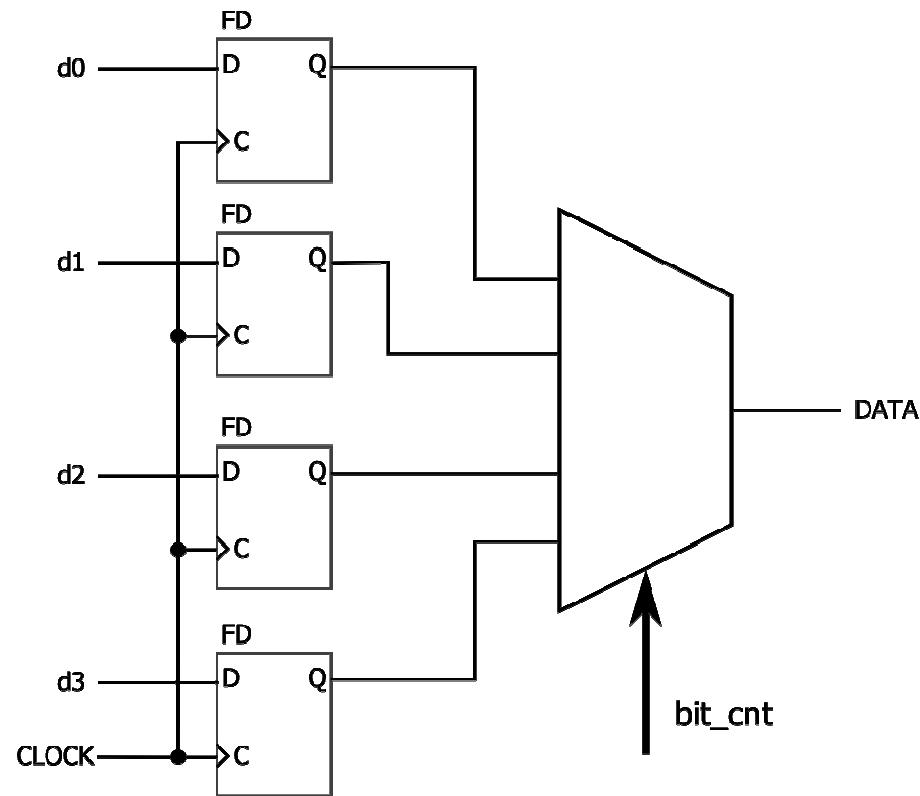 FD
d0 D Q
C
FD
d1 D Q
C
DATA
FD
d2 D Q
C
FD
d3 D Q
bit_cnt
CLOCK C